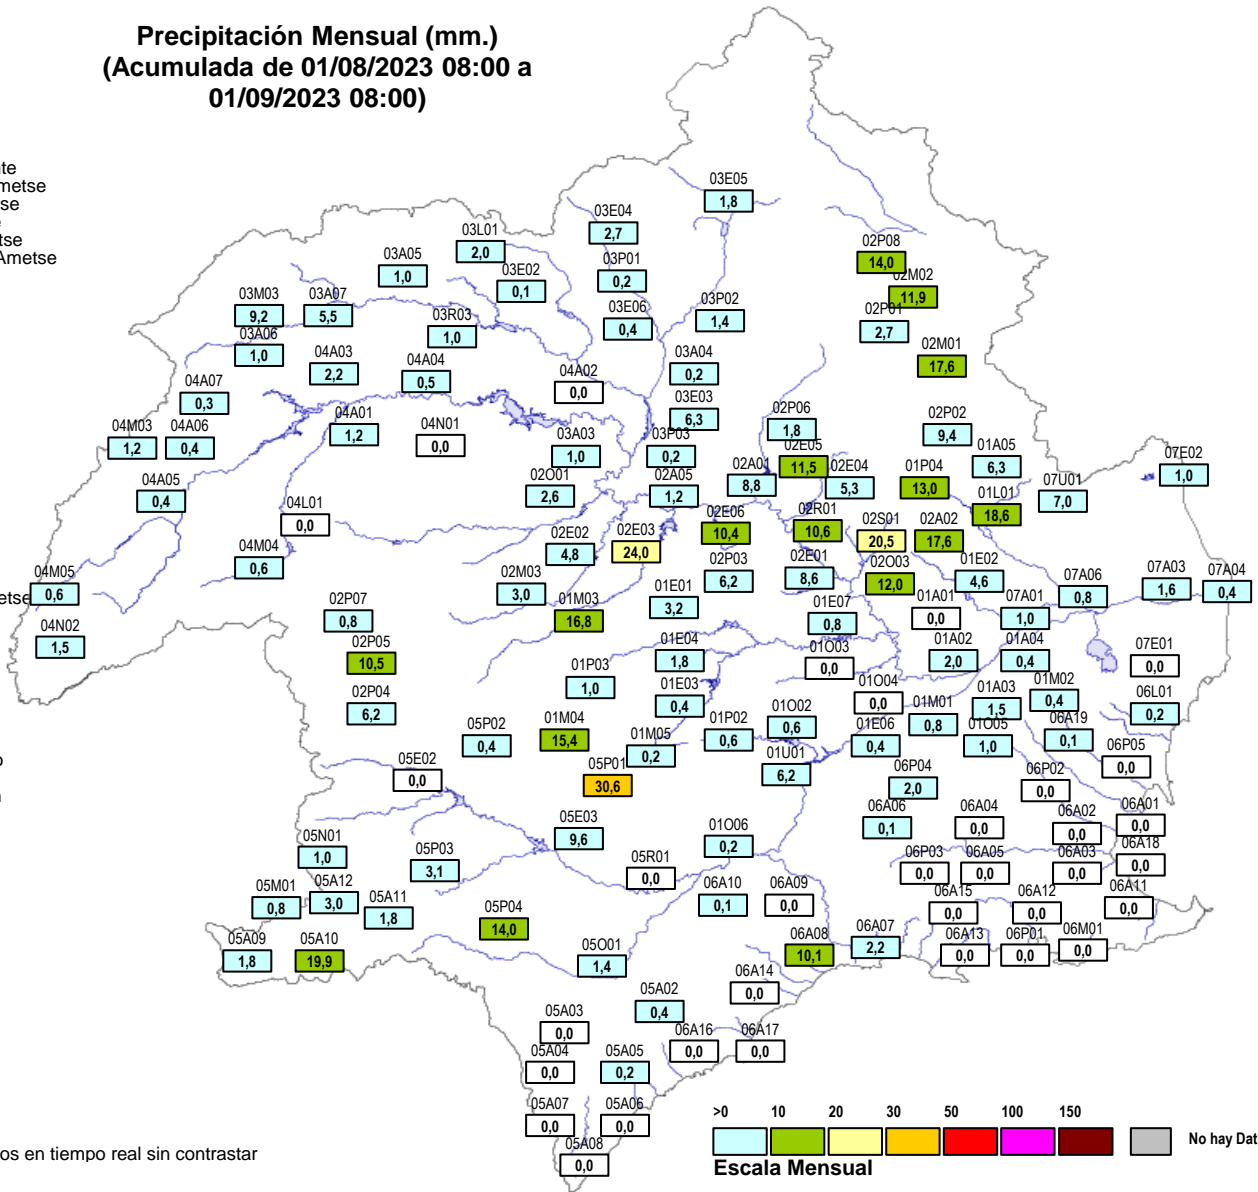 Precipitación Mensual (mm.)
(Acumulada de 01/08/2023 08:00 a
01/09/2023 08:00)
03E05
1,8
03E04
2,7
03L01
2,0
02P08
14,0
03A05
1,0
03P01
0,2
03E02
0,1
02M02
11,9
03M03
9,2
03A07
5,5
03P02
1,4
03E06
0,4
02P01
2,7
03R03
1,0
03A06
1,0
02M01
17,6
04A03
2,2
04A04
0,5
03A04
0,2
04A02
0,0
04A07
0,3
03E03
6,3
04A01
1,2
02P06
1,8
02P02
9,4
04M03
1,2
04A06
0,4
04N01
0,0
03A03
1,0
03P03
0,2
02E05
11,5
01A05
6,3
07E02
1,0
02A01
8,8
02E04
5,3
01P04
13,0
04A05
0,4
02O01
2,6
02A05
1,2
07U01
7,0
01L01
18,6
04L01
0,0
02E06
10,4
02R01
10,6
02S01
20,5
02A02
17,6
02E02
4,8
02E03
24,0
04M04
0,6
02P03
6,2
02E01
8,6
02O03
12,0
01E02
4,6
04M05
0,6
02M03
3,0
07A06
0,8
07A03
1,6
07A04
0,4
01E01
3,2
01M03
16,8
02P07
0,8
01E07
0,8
01A01
0,0
07A01
1,0
04N02
1,5
02P05
10,5
01E04
1,8
01O03
0,0
01A02
2,0
01A04
0,4
07E01
0,0
01P03
1,0
01E03
0,4
01O04
0,0
01A03
1,5
01M02
0,4
02P04
6,2
06L01
0,2
01M01
0,8
01O02
0,6
05P02
0,4
01M04
15,4
01P02
0,6
01E06
0,4
01O05
1,0
06A19
0,1
01M05
0,2
06P05
0,0
05E02
0,0
05P01
30,6
01U01
6,2
06P04
2,0
06P02
0,0
05E03
9,6
06A06
0,1
06A04
0,0
06A02
0,0
06A01
0,0
05N01
1,0
05P03
3,1
01O06
0,2
05R01
0,0
06P03
0,0
06A05
0,0
06A03
0,0
06A18
0,0
05M01
0,8
05A12
3,0
05A11
1,8
06A10
0,1
06A09
0,0
06A15
0,0
06A12
0,0
06A11
0,0
05P04
14,0
05A09
1,8
05A10
19,9
05O01
1,4
06A08
10,1
06A07
2,2
06A13
0,0
06P01
0,0
06M01
0,0
06A14
0,0
05A02
0,4
05A03
0,0
06A16
0,0
06A17
0,0
05A04
0,0
05A05
0,2
05A07
0,0
05A06
0,0
05A08
0,0
>0 10 20 30 50 100 150
No hay Dat
Escala Mensual
os en tiempo real sin contrastar